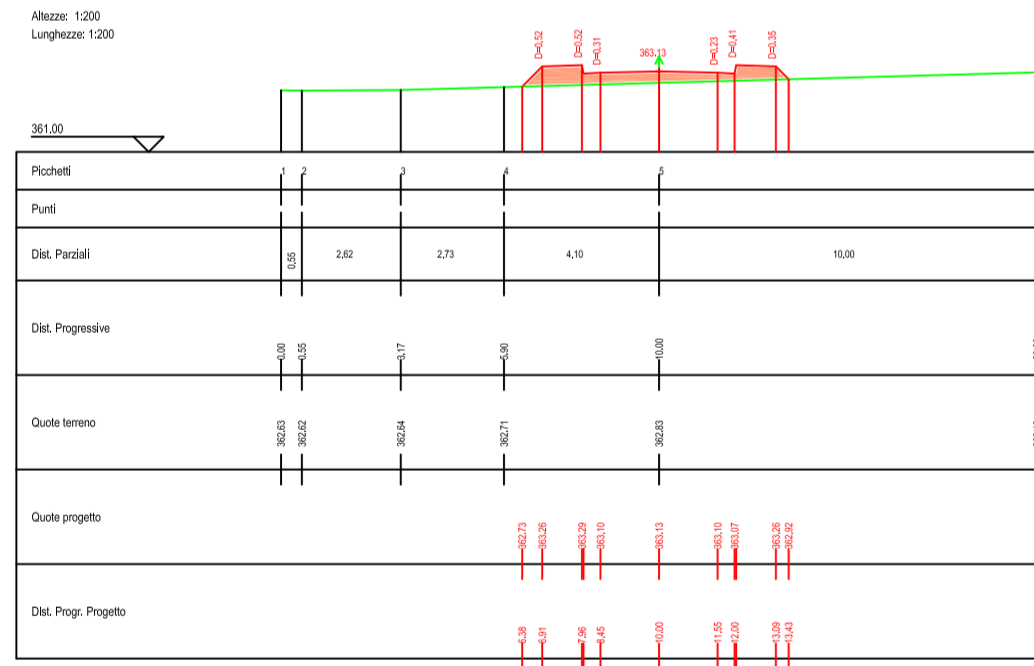 Altezze: 1:200
Lunghezze: 1:200
D=0,52 D=0,52 D=0,31 363,13 D=0,23 D=0,41 D=0,35
361,00
Picchetti 1 2 3 4 5
Punti
Dist. Parziali 0,55 2,62 2,73 4,10 10,00
Dist. Progressive 0,00 0,55 3,17 5,90 10,00
Quote terreno 362,63 362,62 362,64 362,71 362,83
Quote progetto 362,73 363,26 363,29 363,10 363,13 363,10 363,07 363,26 362,92
DIst. Progr. Progetto 6,38 6,91 7,96 8,45 10,00 11,55 12,00 13,09 13,43